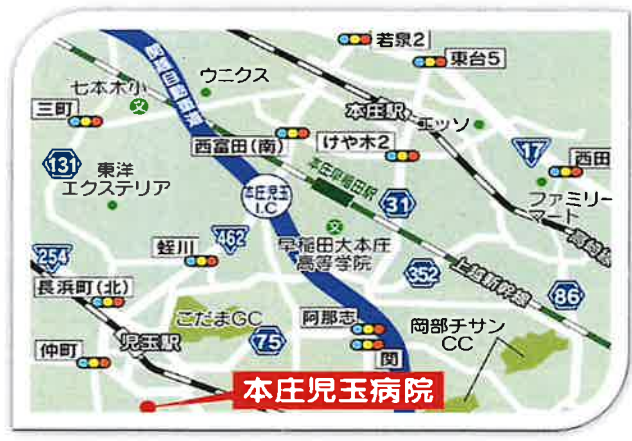 若泉2
東台5
関越自動車道
ウニクス
七本木小
文
三町
本庄駅
エッソ
西富田(南)
けや木2
17
西田
131
東洋
エクステリア
本庄早稲田駅
本庄児玉
I.C
31
ファミリー
マート
高崎線
文
早稲田大本庄
高等学院
462
254
蛭川
352
上越新幹線
86
長浜町(北)
こだまGC
75
阿那志
岡部チサン
CC
仲町
児玉駅
関
本庄児玉病院